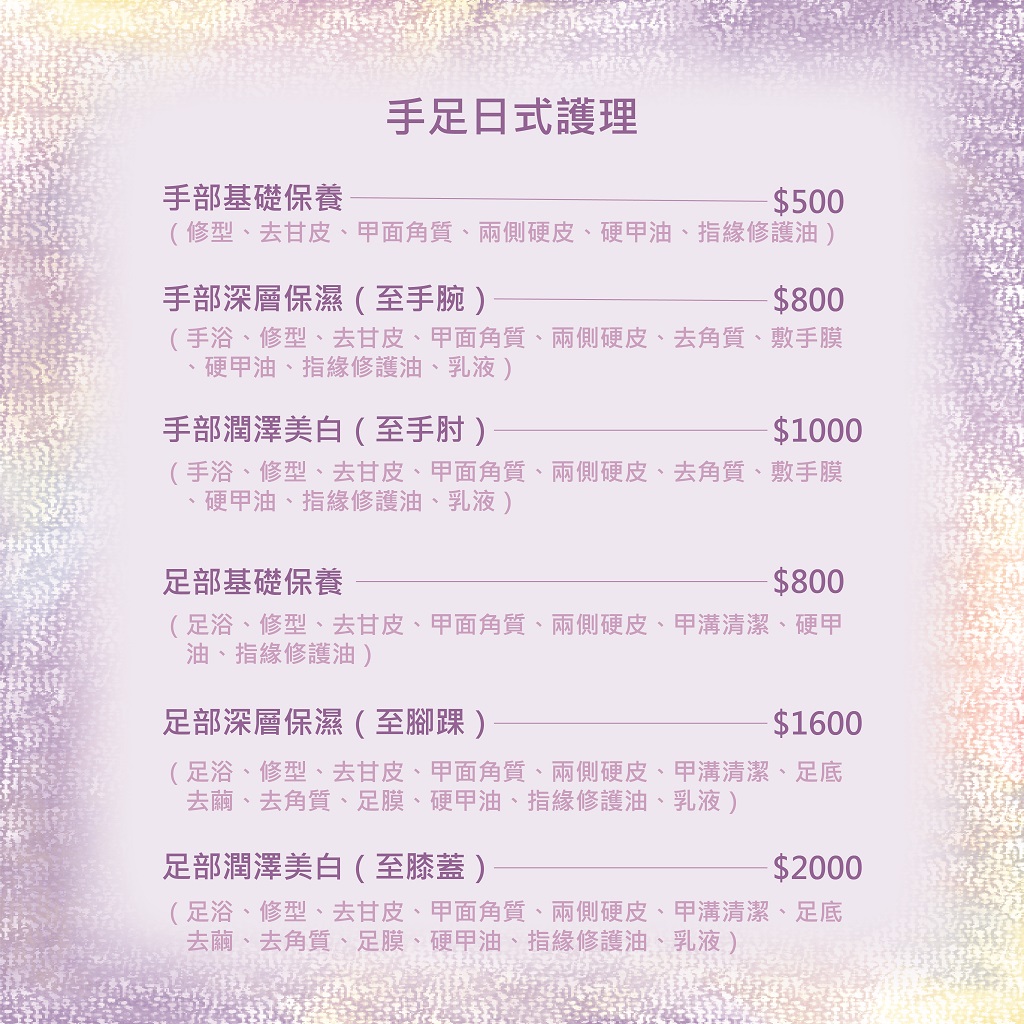 手足日式護理
手部基礎保養 $500
(修型、去甘皮、甲面角質、兩側硬皮、硬甲油、指緣修護油)
手部深層保濕(至手腕) $800
(手浴、修型、去甘皮、甲面角質、兩側硬皮、去角質、敷手膜
、硬甲油、指緣修護油、乳液)
手部潤澤美白(至手肘) $1000
(手浴、修型、去甘皮、甲面角質、兩側硬皮、去角質、敷手膜
、硬甲油、指緣修護油、乳液)
足部基礎保養 $800
(足浴、修型、去甘皮、甲面角質、兩側硬皮、甲溝清潔、硬甲
油、指緣修護油)
足部深層保濕(至腳踝) $1600
(足浴、修型、去甘皮、甲面角質、兩側硬皮、甲溝清潔、足底
去繭、去角質、足膜、硬甲油、指緣修護油、乳液)
足部潤澤美白(至膝蓋) $2000
(足浴、修型、去甘皮、甲面角質、兩側硬皮、甲溝清潔、足底
去繭、去角質、足膜、硬甲油、指緣修護油、乳液)